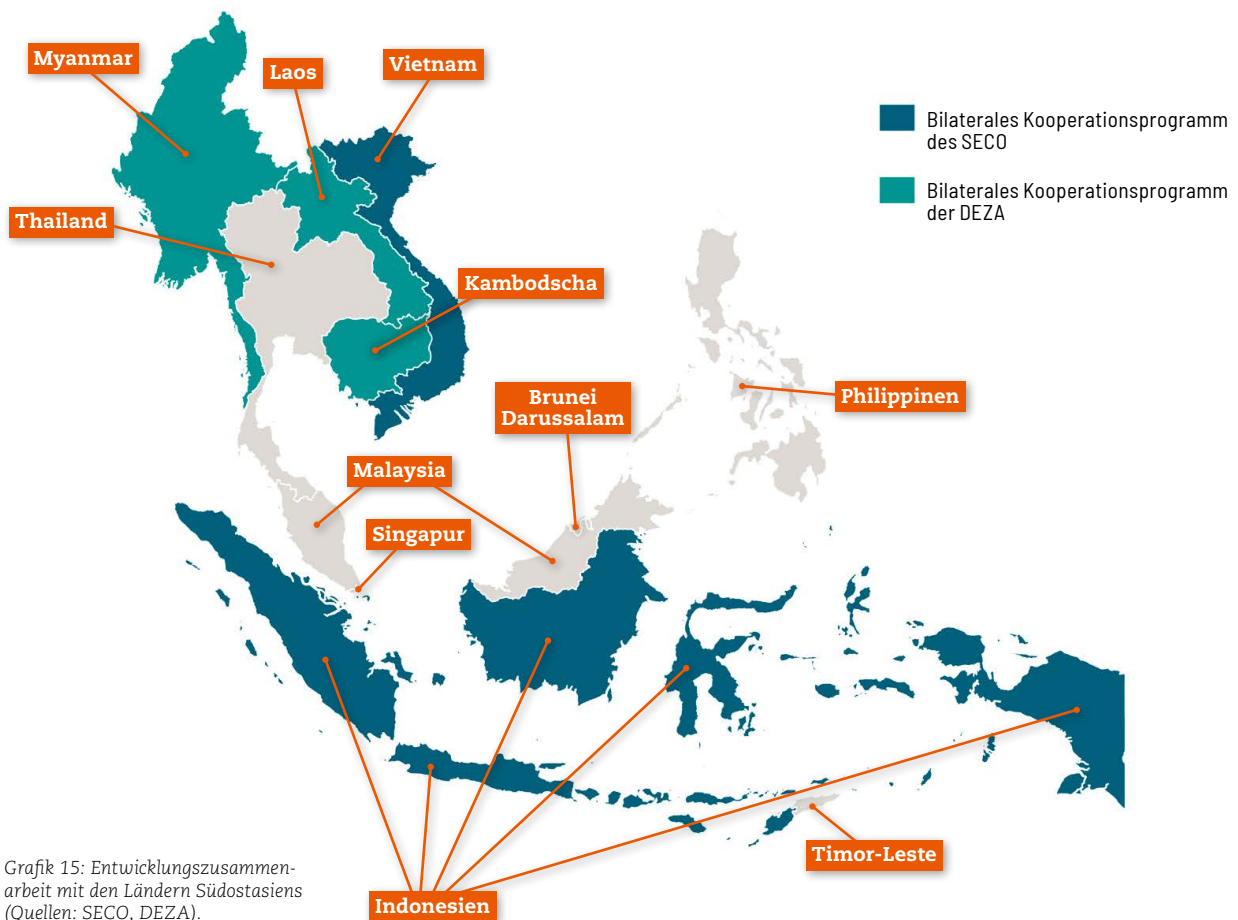 Myanmar
Laos
Vietnam
Bilaterales Kooperationsprogramm
des SECO
Bilaterales Kooperationsprogramm
der DEZA
Thailand
Kambodscha
Brunei
Darussalam
Philippinen
Malaysia
Singapur
Timor-Leste
Indonesien
Grafik 15: Entwicklungszusammen-
arbeit mit den Ländern Südostasiens
(Quellen: SECO, DEZA).